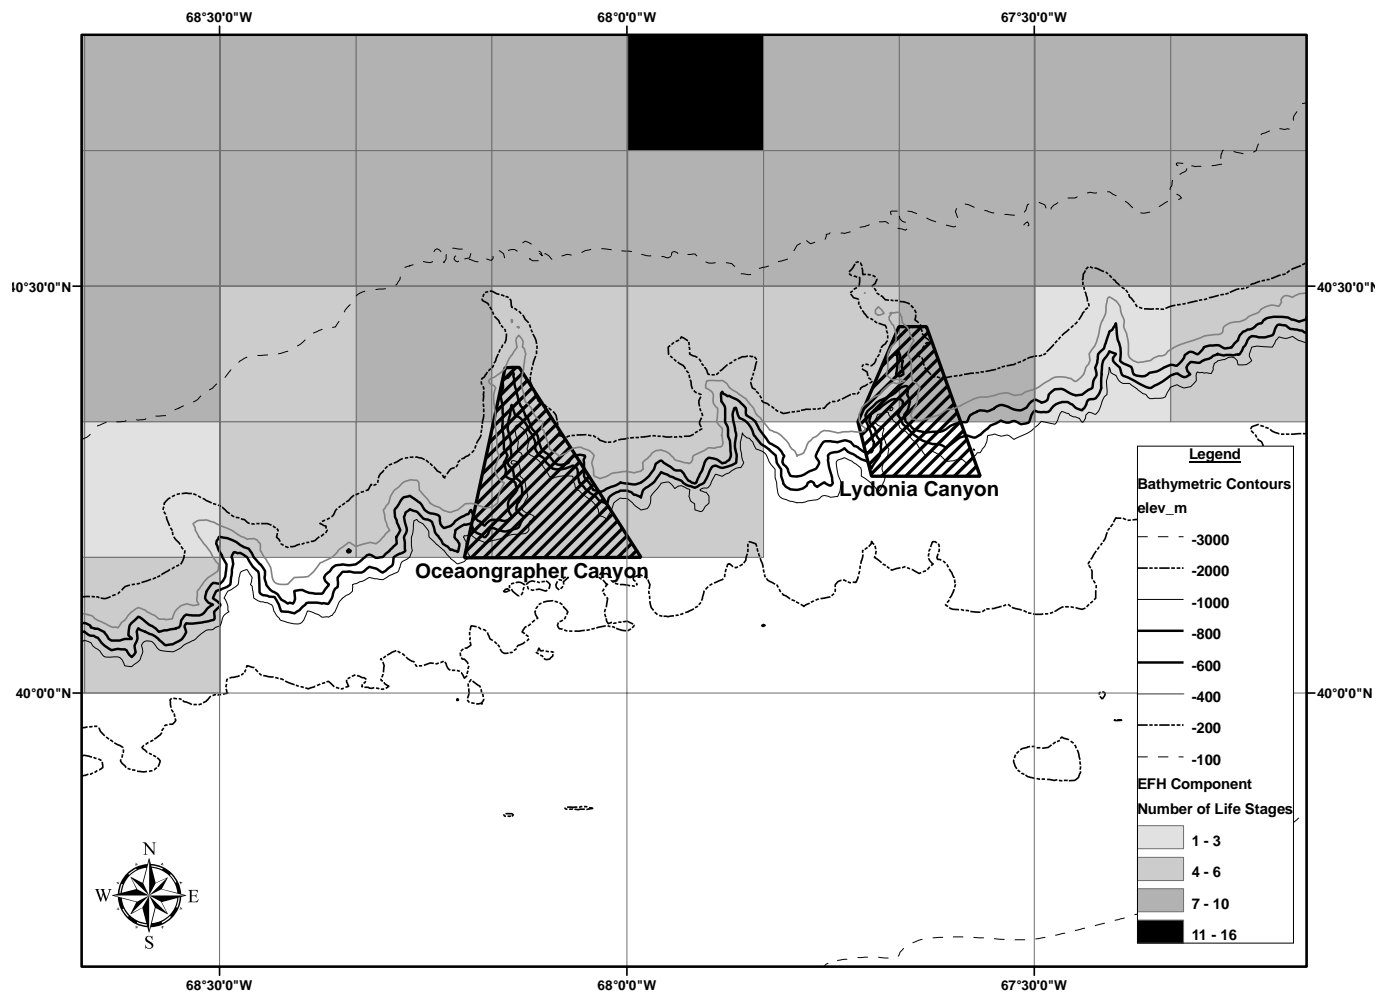 68°30'0"W 68°0'0"W 67°30'0"W
40°30'0"N 40°30'0"N
Lydonia Canyon
Oceaongrapher Canyon
40°0'0"N 40°0'0"N
Legend
Bathymetric Contours
elev_m
-3000
-2000
-1000
-800
-600
-400
-200
-100
EFH Component
Number of Life Stages
1 - 3
4 - 6
7 - 10
11 - 16
N
W E
S
68°30'0"W 68°0'0"W 67°30'0"W